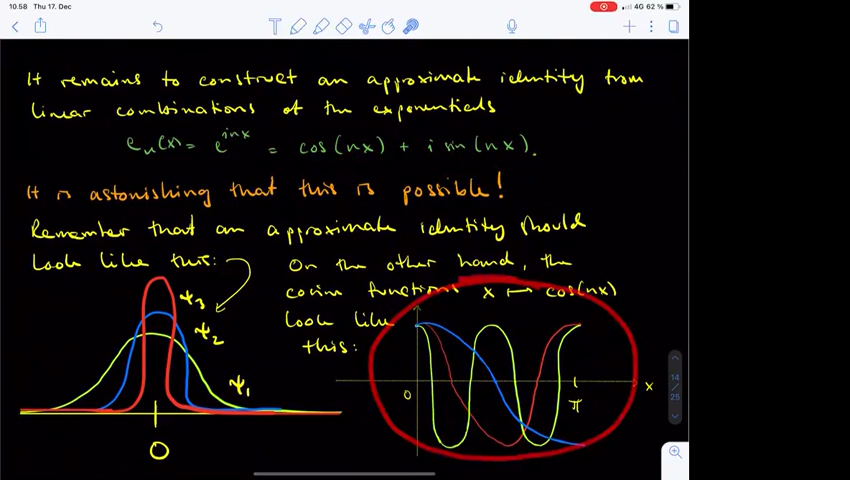 10.58 Thu 17. Dec
4G 62 %
It remains to construct an approximate identity from
linear combinations of the exponentials
eₙ(x) = e^{inx} = cos(nx) + i sin(nx).
It is astonishing that this is possible!
Remember that an approximate identity should
look like this:
On the other hand, the
cosine functions x ↦ cos(nx)
look like
this:
ψ₃
ψ₂
ψ₁
0
0
π
x
14
25